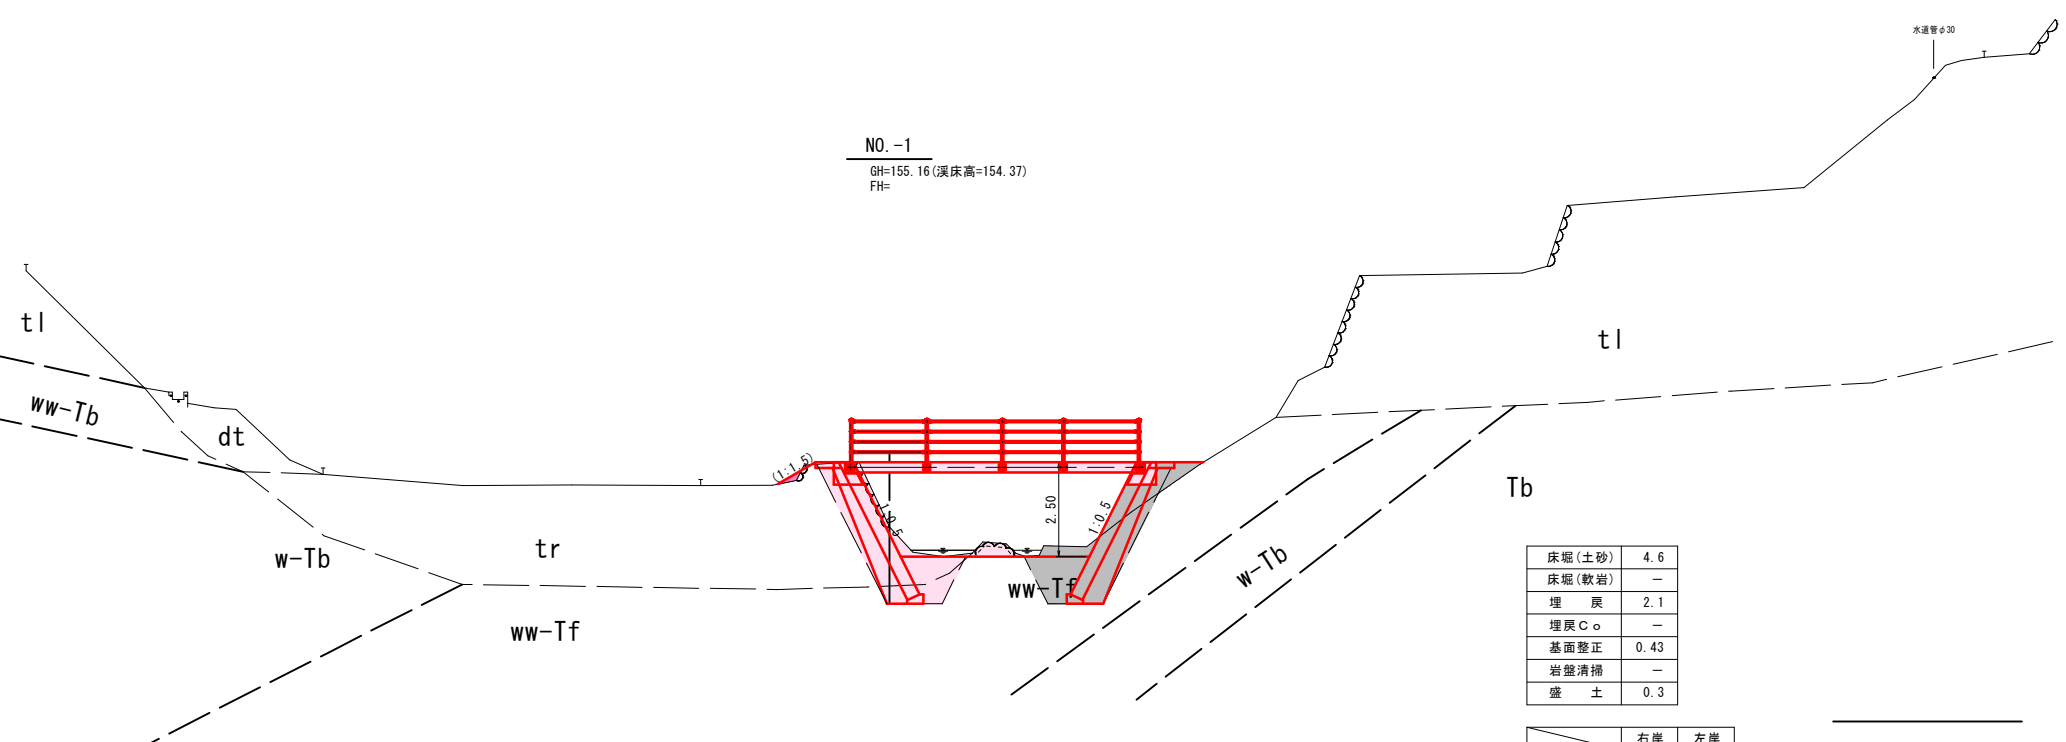 水道管φ30
NO.-1
GH=155.16(渓床高=154.37)
FH=
tl
tl
ww-Tb
dt
(1:1.5)
1:0.5
2.50
1:0.5
Tb
tr
w-Tb
ww-Tf
w-Tb
ww-Tf
床堀(土砂) 4.6
床堀(軟岩) －
埋　戻 2.1
埋戻Ｃｏ －
基面整正 0.43
岩盤清掃 －
盛　土 0.3
右岸 左岸